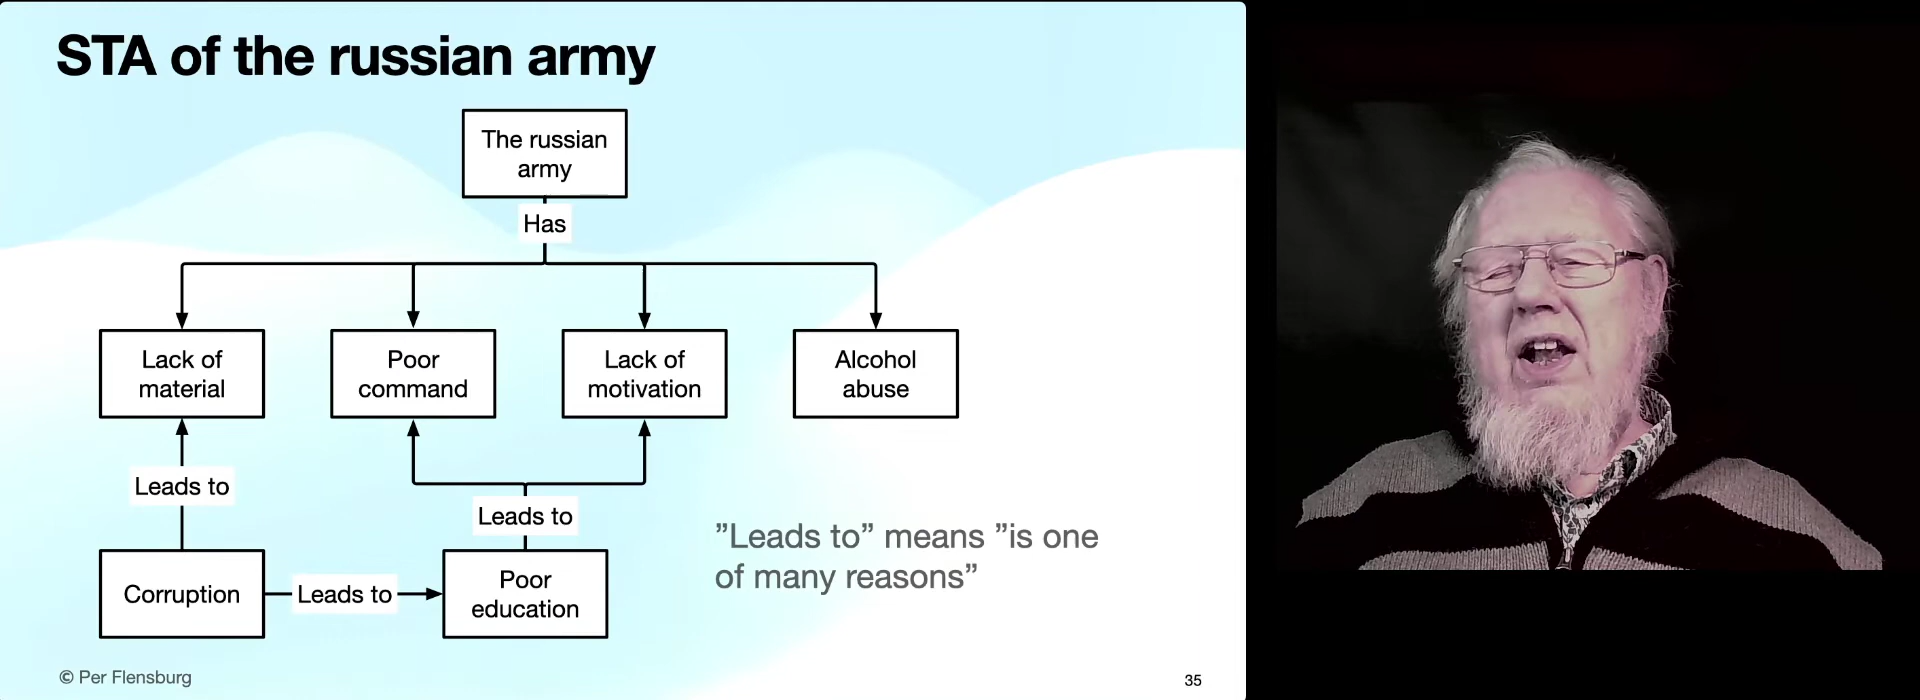 STA of the russian army
The russian
army
Has
Lack of
material
Poor
command
Lack of
motivation
Alcohol
abuse
Leads to
Leads to
Corruption
Leads to
Poor
education
”Leads to” means ”is one
of many reasons”
© Per Flensburg
35